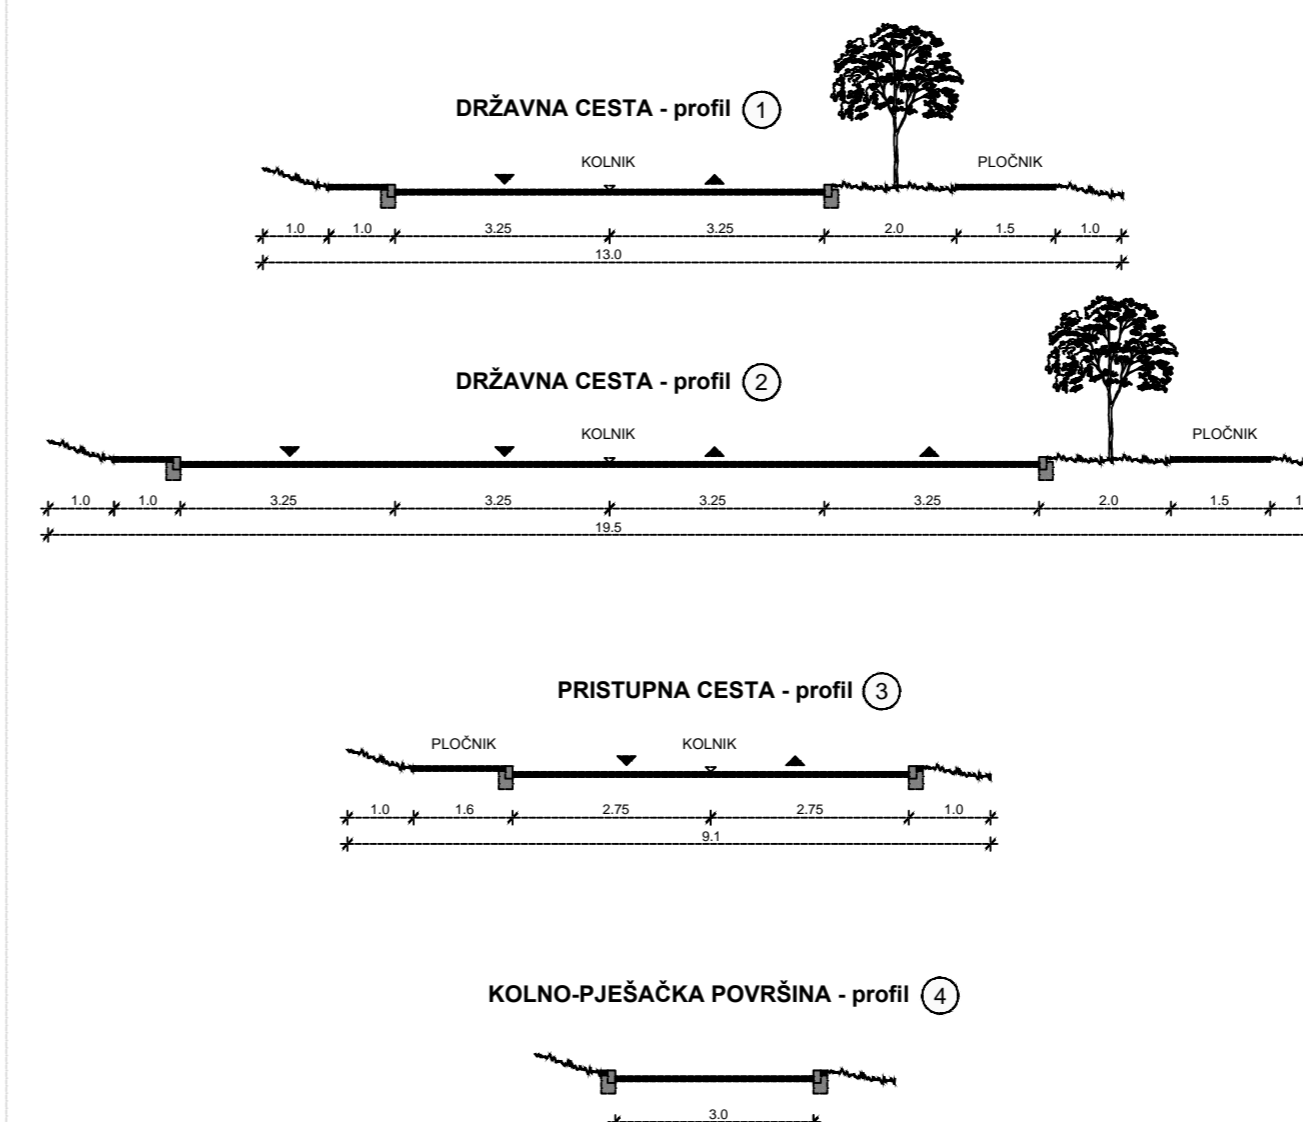 DRŽAVNA CESTA - profil 1
KOLNIK PLOČNIK
1.0 1.0 3.25 3.25 2.0 1.5 1.0
13.0
DRŽAVNA CESTA - profil 2
KOLNIK PLOČNIK
1.0 1.0 3.25 3.25 3.25 3.25 2.0 1.5
19.5
PRISTUPNA CESTA - profil 3
PLOČNIK KOLNIK
1.0 1.6 2.75 2.75 1.0
9.1
KOLNO-PJEŠAČKA POVRŠINA - profil 4
3.0